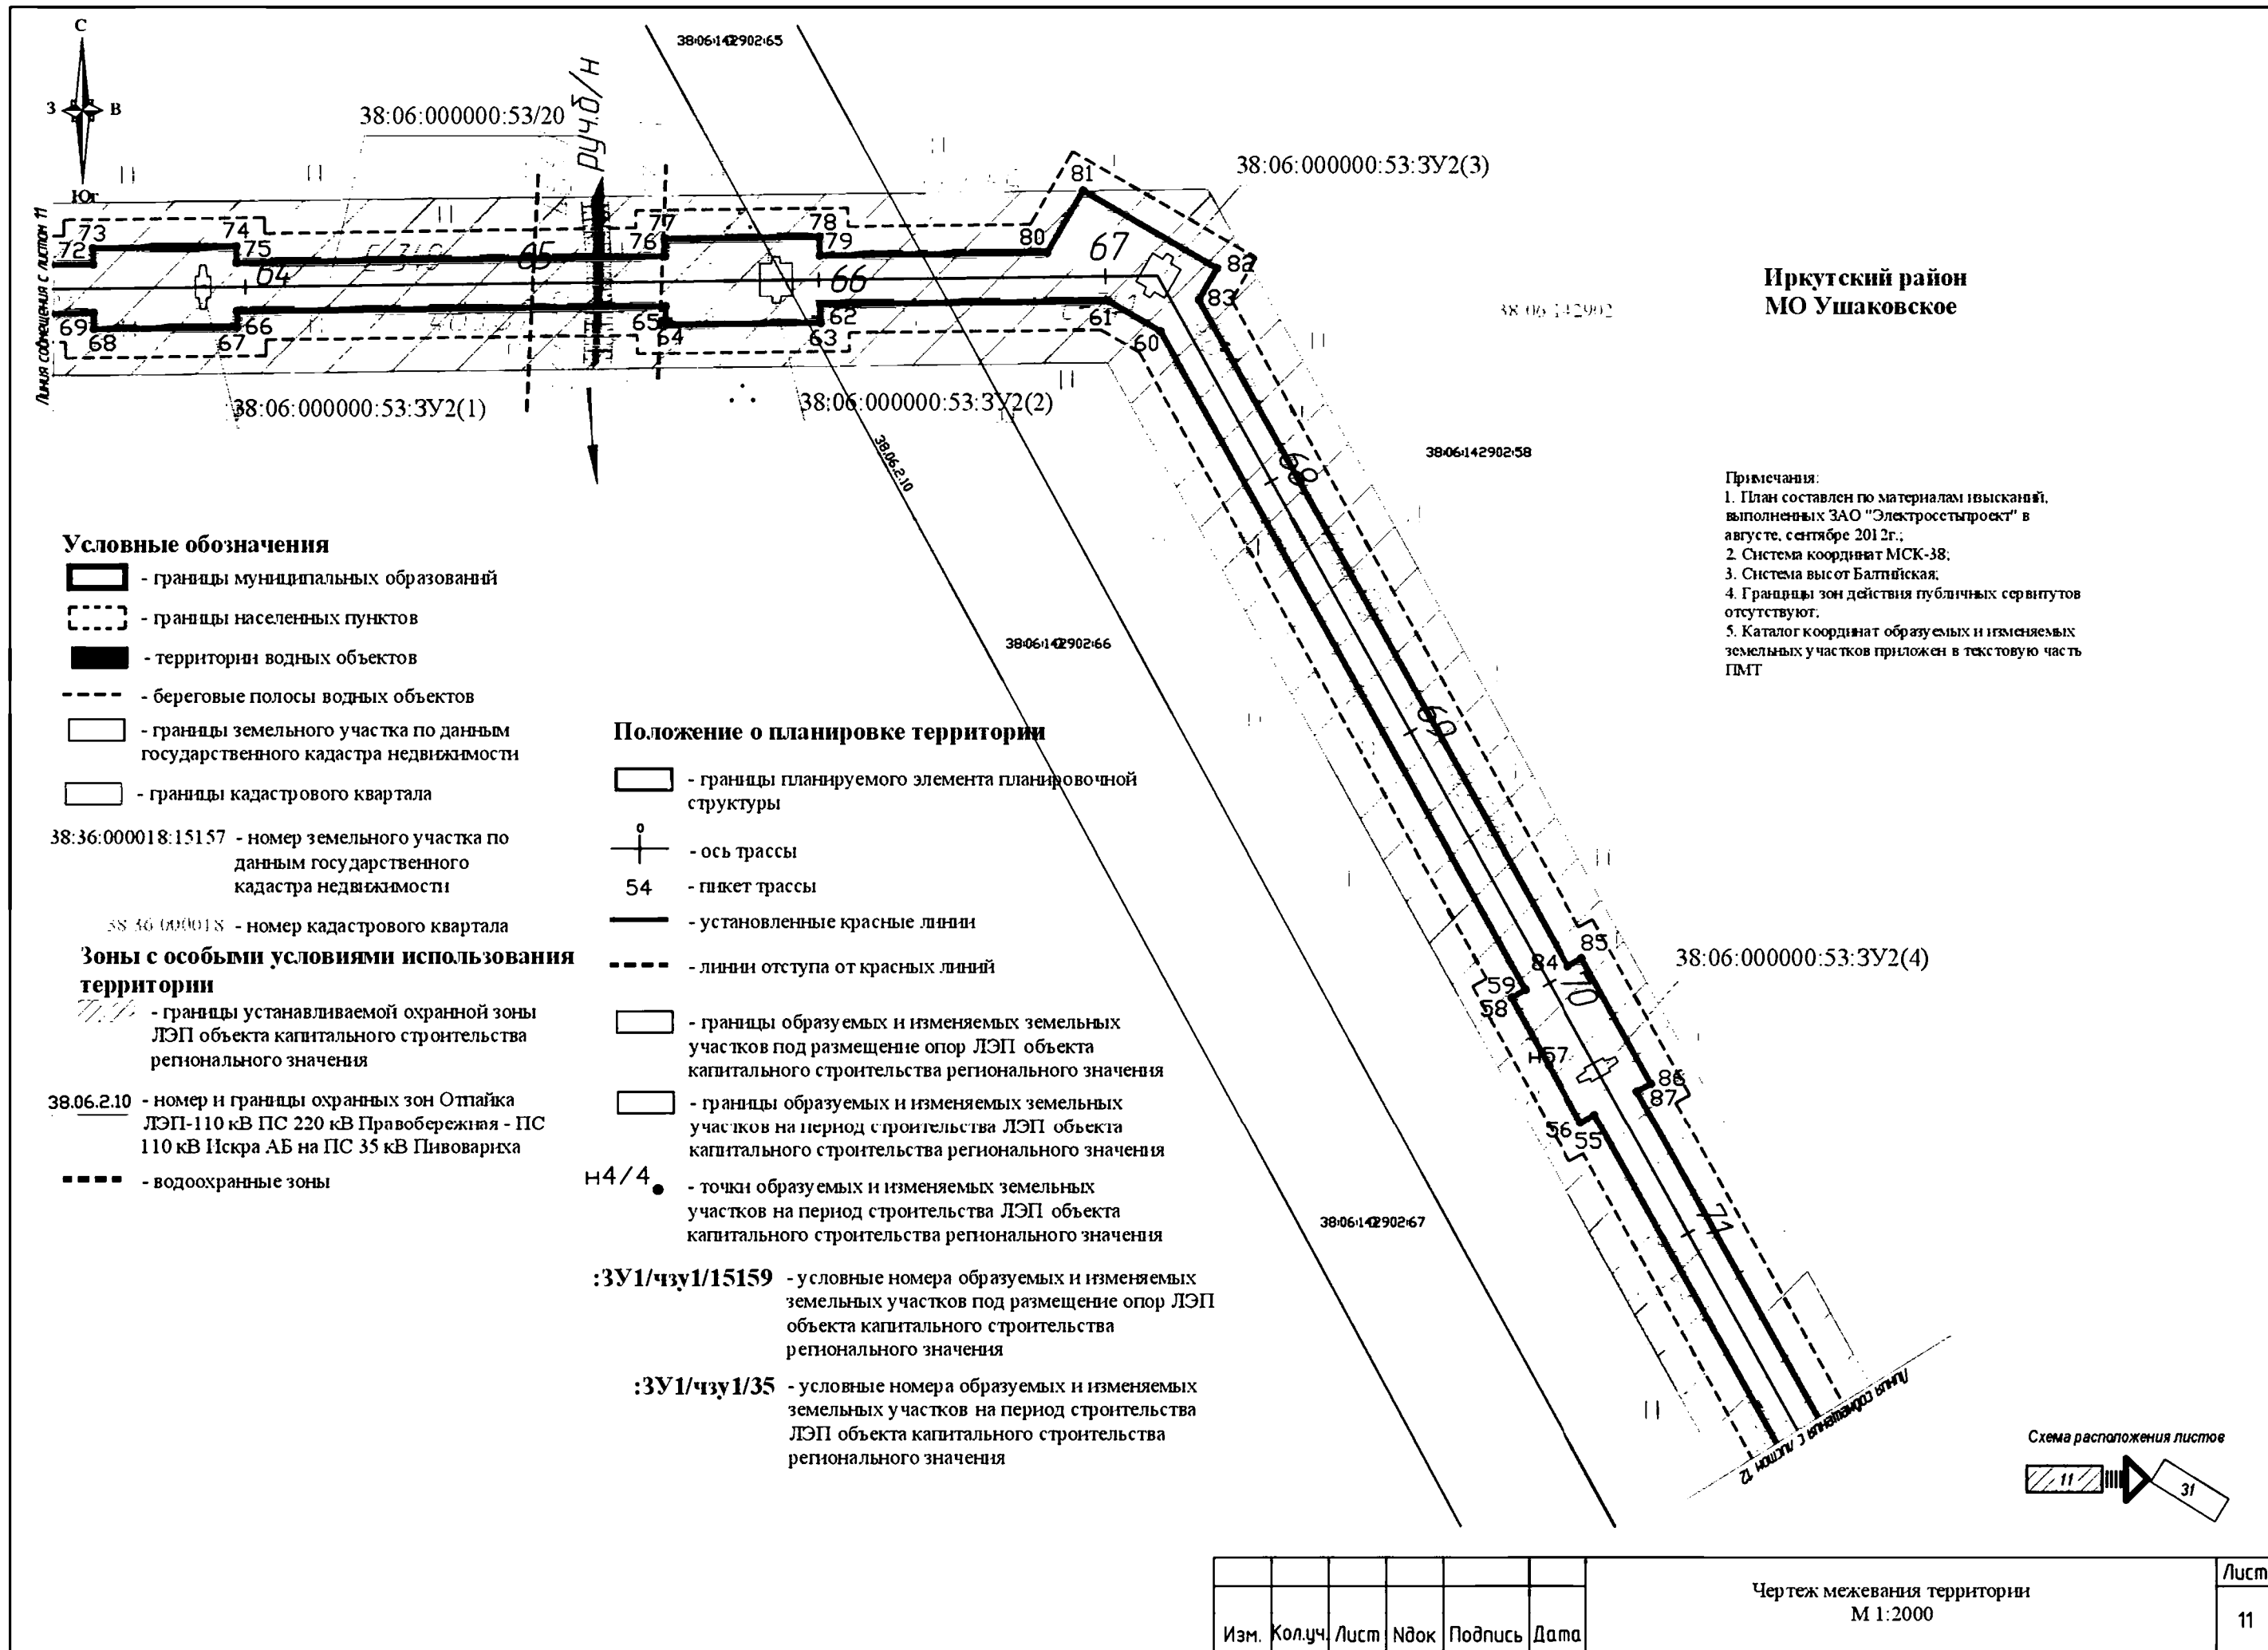 С
З
В
Юг
38:06:142902:65
38:06:000000:53/20
руч.б/н
38:06:000000:53:ЗУ2(3)
81
Линия совмещения с листом 11
73
72
74
75
64
65
77
76
78
79
66
80
67
82
83
69
68
66
67
65
64
62
63
61
60
38:06:142902
Иркутский район
МО Ушаковское
38:06:000000:53:ЗУ2(1)
38:06:000000:53:ЗУ2(2)
38.06.2.10
38:06:142902:58
68
Примечания:
1. План составлен по материалам изысканий,
выполненных ЗАО "Электросетьпроект" в
августе, сентябре 2012г.;
2. Система координат МСК-38;
3. Система высот Балтийская;
4. Границицы зон действия публичных сервитутов
отсутствуют;
5. Каталог координат образуемых и изменяемых
земельных участков приложен в текстовую часть
ПМТ
Условные обозначения
- границы муниципальных образований
- границы населенных пунктов
- территории водных объектов
- береговые полосы водных объектов
- границы земельного участка по данным
государственного кадастра недвижимости
- границы кадастрового квартала
38:36:000018:15157 - номер земельного участка по
данным государственного
кадастра недвижимости
38:36:000018 - номер кадастрового квартала
Зоны с особыми условиями использования
территории
- границы устанавливаемой охранной зоны
ЛЭП объекта капитального строительства
регионального значения
38.06.2.10 - номер и границы охранных зон Отпайка
ЛЭП-110 кВ ПС 220 кВ Правобережная - ПС
110 кВ Искра АБ на ПС 35 кВ Пивовариха
- водоохранные зоны
Положение о планировке территории
- границы планируемого элемента планировочной
структуры
0
- ось трассы
54 - пикет трассы
- установленные красные линии
- линии отступа от красных линий
- границы образуемых и изменяемых земельных
участков под размещение опор ЛЭП объекта
капитального строительства регионального значения
- границы образуемых и изменяемых земельных
участков на период строительства ЛЭП объекта
капитального строительства регионального значения
н4/4 - точки образуемых и изменяемых земельных
участков на период строительства ЛЭП объекта
капитального строительства регионального значения
:ЗУ1/чзу1/15159 - условные номера образуемых и изменяемых
земельных участков под размещение опор ЛЭП
объекта капитального строительства
регионального значения
:ЗУ1/чзу1/35 - условные номера образуемых и изменяемых
земельных участков на период строительства
ЛЭП объекта капитального строительства
регионального значения
38:06:142902:66
69
85
84
38:06:000000:53:ЗУ2(4)
59
58
70
н57
86
87
56
55
38:06:142902:67
71
Линия совмещения с листом 12
Схема расположения листов
11
31
Изм. Кол.уч. Лист Nдок Подпись Дата
Чертеж межевания территории
М 1:2000
Лист
11